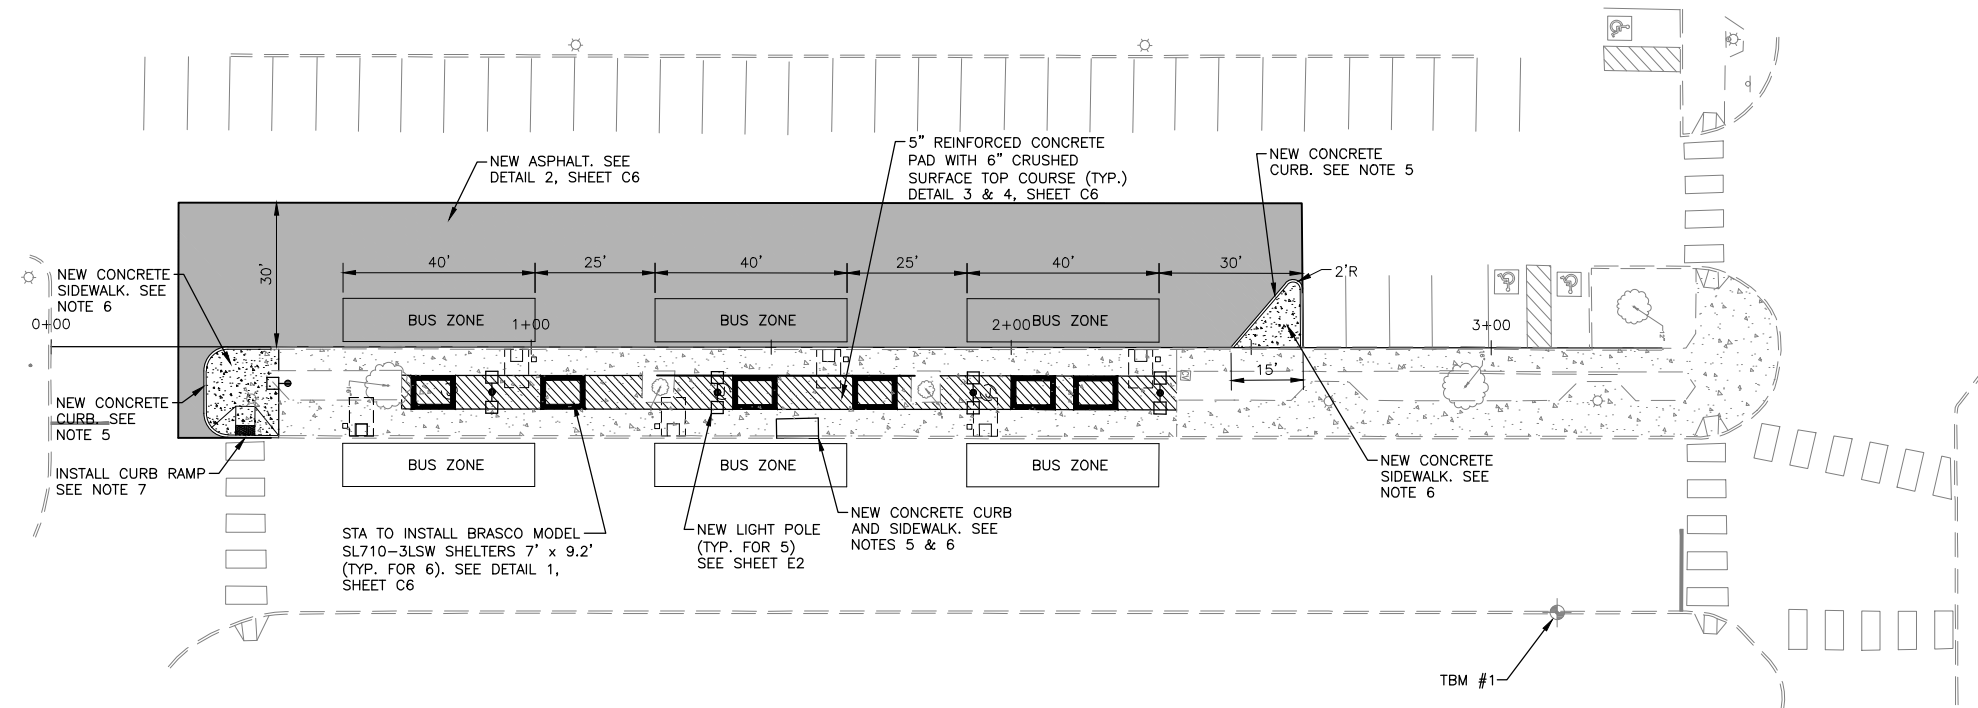 5" REINFORCED CONCRETE
PAD WITH 6" CRUSHED
SURFACE TOP COURSE (TYP.)
DETAIL 3 & 4, SHEET C6
NEW CONCRETE
CURB. SEE NOTE 5
NEW ASPHALT. SEE
DETAIL 2, SHEET C6
40'
25'
40'
25'
40'
30'
30'
2'R
NEW CONCRETE
SIDEWALK. SEE
NOTE 6
0+00
BUS ZONE
1+00
BUS ZONE
2+00
BUS ZONE
3+00
15'
NEW CONCRETE
CURB. SEE
NOTE 5
INSTALL CURB RAMP
SEE NOTE 7
BUS ZONE
BUS ZONE
BUS ZONE
NEW CONCRETE
SIDEWALK. SEE
NOTE 6
STA TO INSTALL BRASCO MODEL
SL710-3LSW SHELTERS 7' x 9.2'
(TYP. FOR 6). SEE DETAIL 1,
SHEET C6
NEW LIGHT POLE
(TYP. FOR 5)
SEE SHEET E2
NEW CONCRETE CURB
AND SIDEWALK. SEE
NOTES 5 & 6
TBM #1